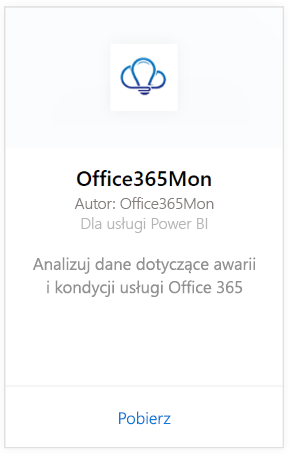 Office365Mon
Autor: Office365Mon
Dla usługi Power BI
Analizuj dane dotyczące awarii
i kondycji usługi Office 365
Pobierz